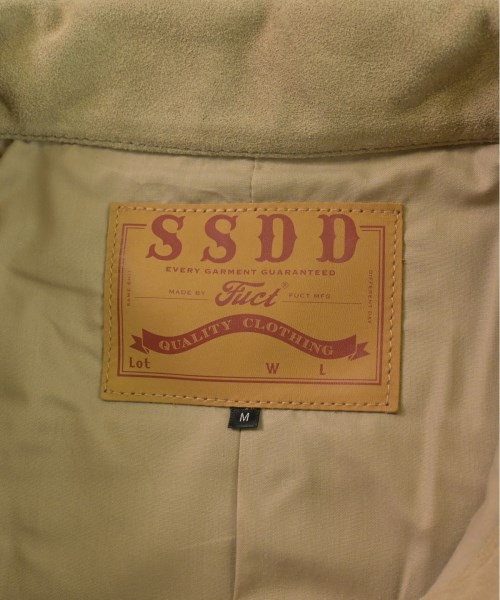 SSDD
EVERY GARMENT GUARANTEED
MADE BY Fuct® FUCT MFG.
QUALITY CLOTHING
Lot W L
M